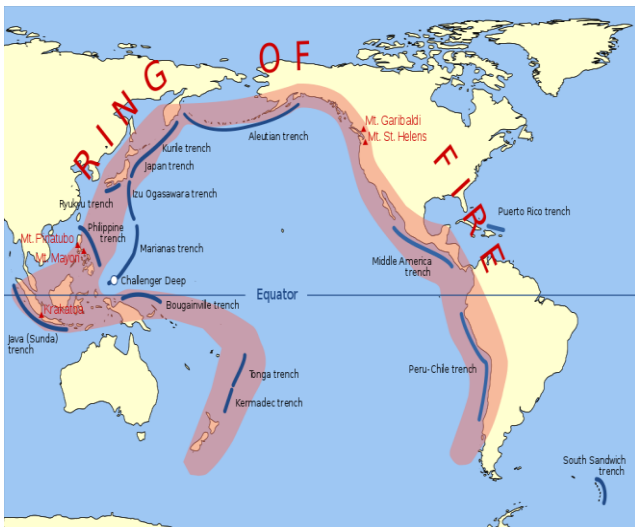 RING OF FIRE
Mt. Garibaldi
Mt. St. Helens
Aleutian trench
Kurile trench
Japan trench
Izu Ogasawara trench
Ryukyu trench
Puerto Rico trench
Philippine
trench
Mt. Pinatubo
Mt. Mayon
Marianas trench
Middle America
trench
Challenger Deep
Equator
Bougainville trench
Krakatoa
Java (Sunda)
trench
Tonga trench
Peru-Chile trench
Kermadec trench
South Sandwich
trench